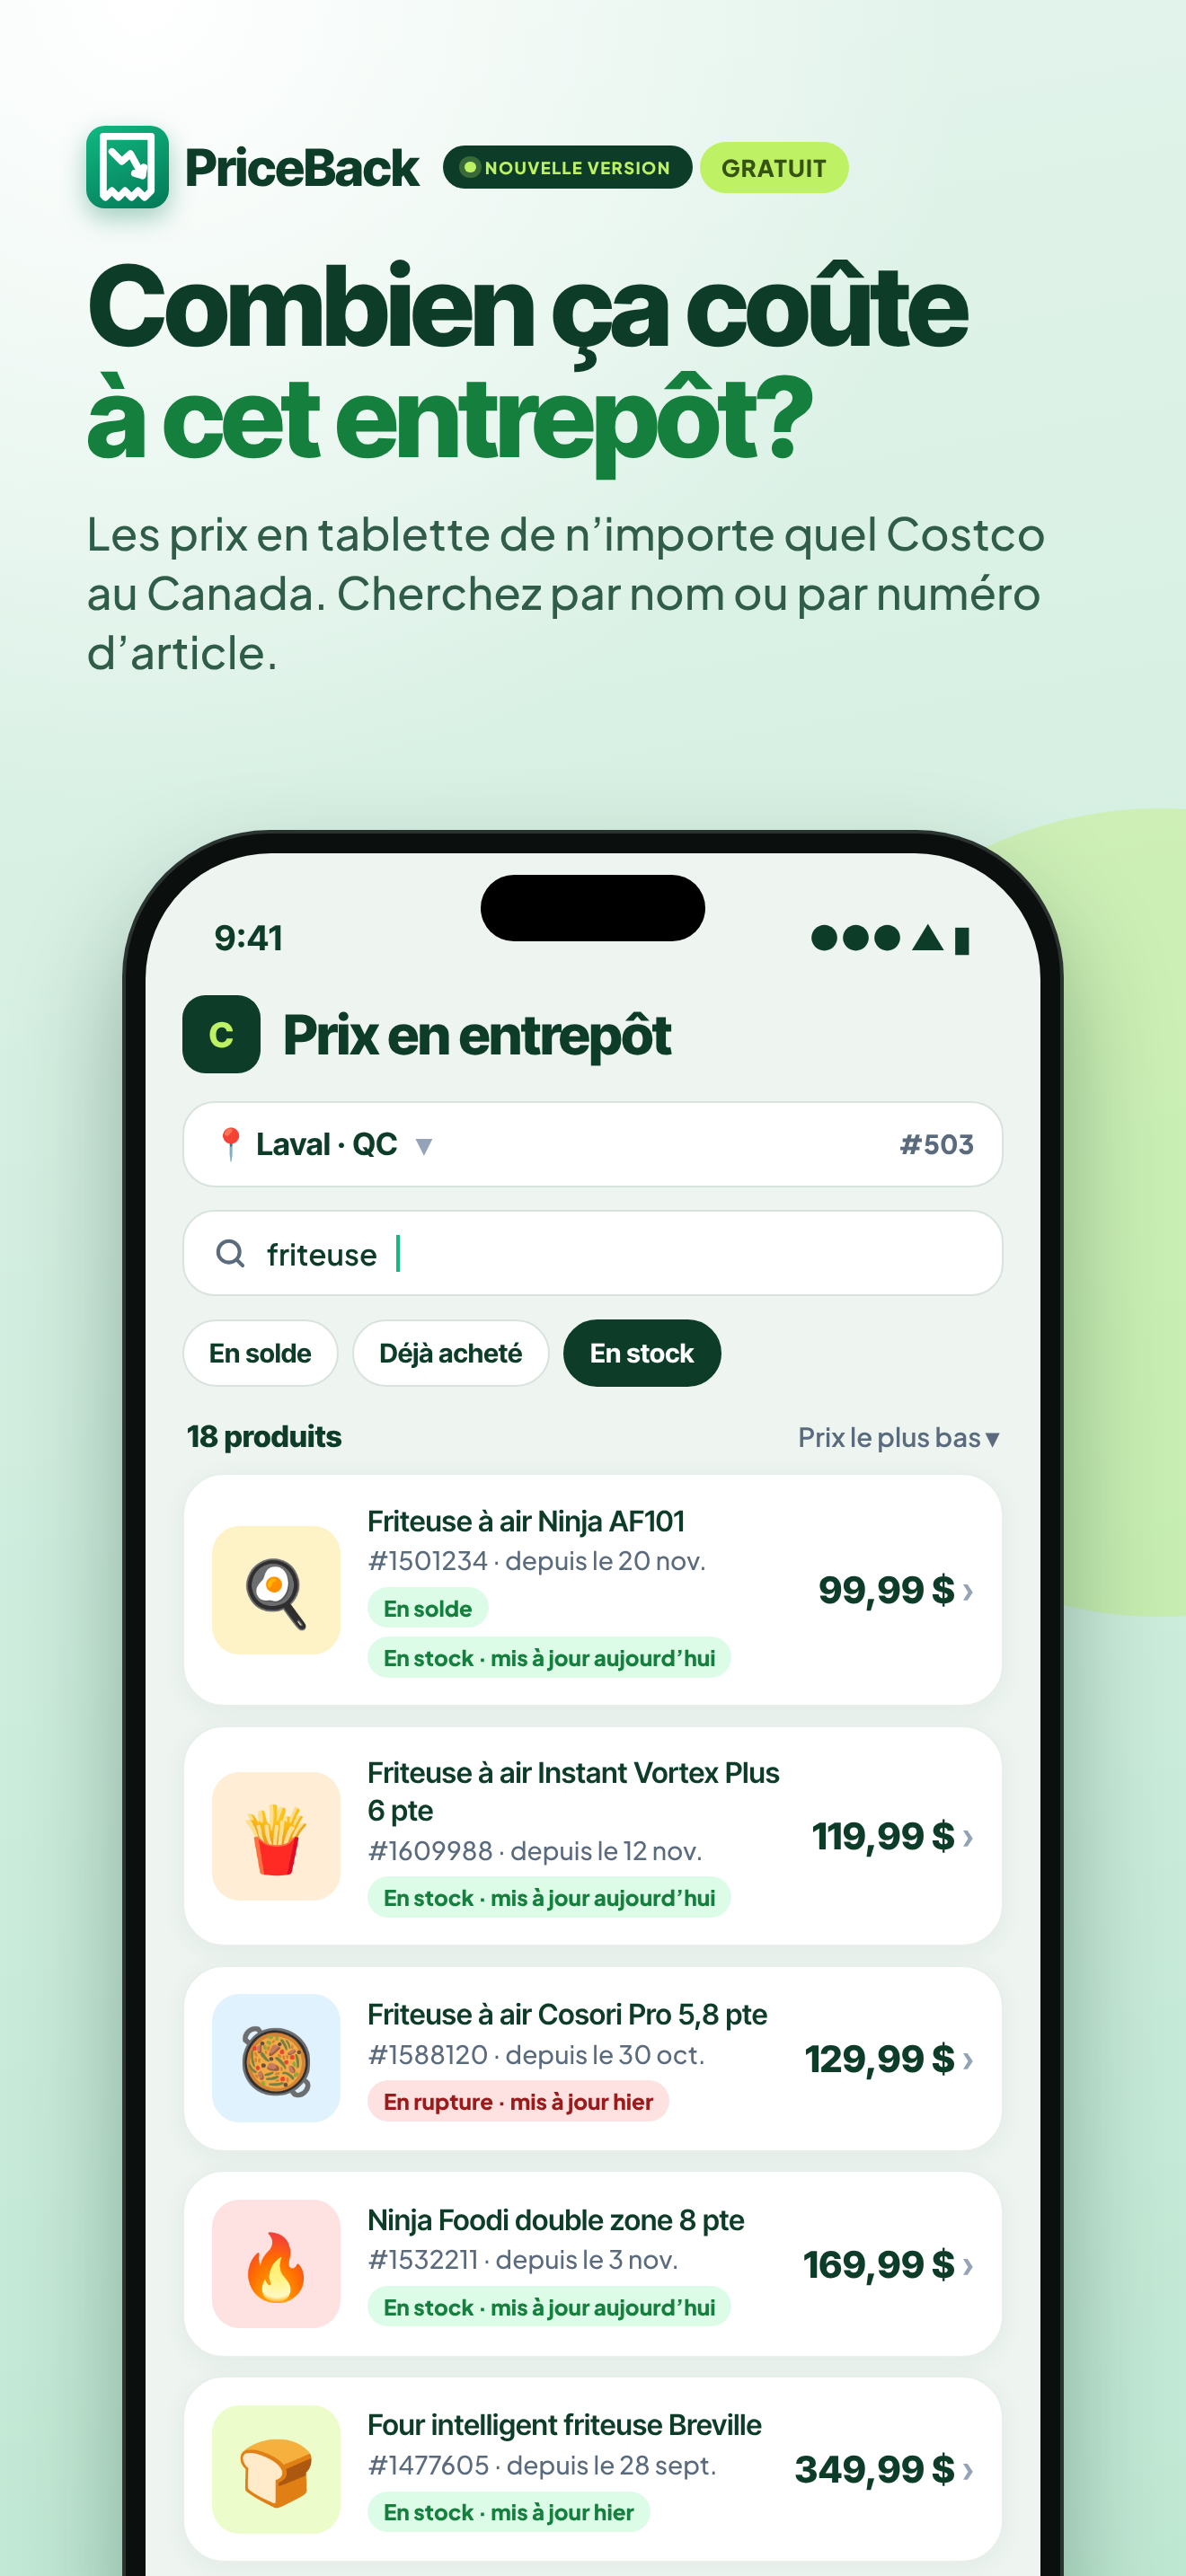 PriceBack NOUVELLE VERSION GRATUIT
Combien ça coûte
à cet entrepôt?
Les prix en tablette de n’importe quel Costco
au Canada. Cherchez par nom ou par numéro
d’article.
9:41
C Prix en entrepôt
Laval · QC #503
friteuse
En solde Déjà acheté En stock
18 produits Prix le plus bas
Friteuse à air Ninja AF101
#1501234 · depuis le 20 nov.
99,99 $
En solde
En stock · mis à jour aujourd’hui
Friteuse à air Instant Vortex Plus
6 pte
119,99 $
#1609988 · depuis le 12 nov.
En stock · mis à jour aujourd’hui
Friteuse à air Cosori Pro 5,8 pte
#1588120 · depuis le 30 oct.
129,99 $
En rupture · mis à jour hier
Ninja Foodi double zone 8 pte
#1532211 · depuis le 3 nov.
169,99 $
En stock · mis à jour aujourd’hui
Four intelligent friteuse Breville
#1477605 · depuis le 28 sept.
349,99 $
En stock · mis à jour hier